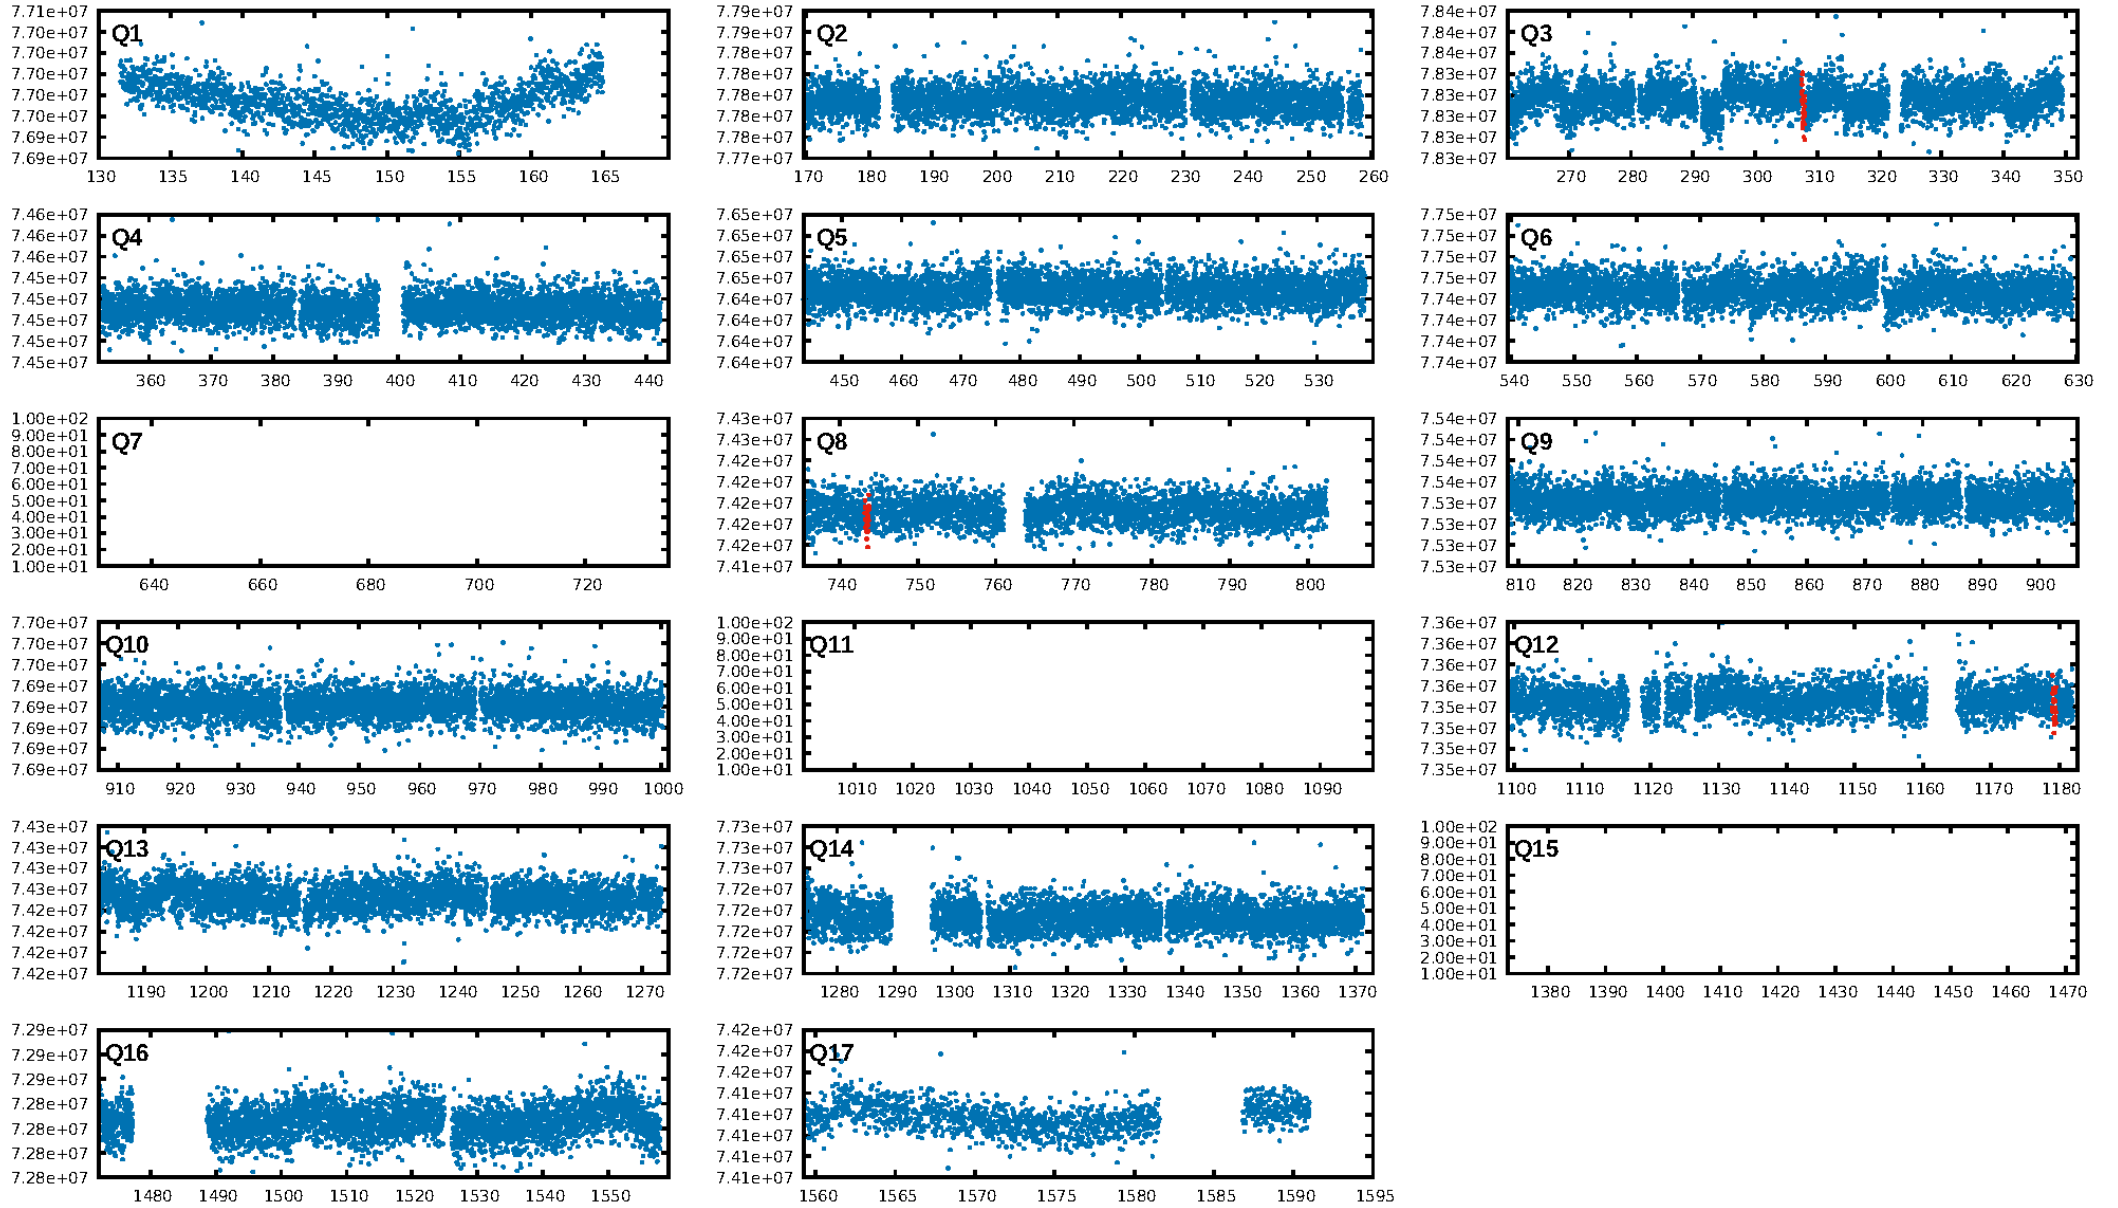 Q1
7.71e+07
7.70e+07
7.70e+07
7.70e+07
7.70e+07
7.70e+07
7.69e+07
7.69e+07
130 135 140 145 150 155 160 165
Q2
7.79e+07
7.79e+07
7.78e+07
7.78e+07
7.78e+07
7.78e+07
7.78e+07
7.77e+07
170 180 190 200 210 220 230 240 250 260
Q3
7.84e+07
7.84e+07
7.84e+07
7.83e+07
7.83e+07
7.83e+07
7.83e+07
7.83e+07
270 280 290 300 310 320 330 340 350
Q4
7.46e+07
7.46e+07
7.46e+07
7.45e+07
7.45e+07
7.45e+07
7.45e+07
7.45e+07
360 370 380 390 400 410 420 430 440
Q5
7.65e+07
7.65e+07
7.65e+07
7.65e+07
7.64e+07
7.64e+07
7.64e+07
7.64e+07
450 460 470 480 490 500 510 520 530
Q6
7.75e+07
7.75e+07
7.75e+07
7.75e+07
7.74e+07
7.74e+07
7.74e+07
7.74e+07
540 550 560 570 580 590 600 610 620 630
Q7
1.00e+02
9.00e+01
8.00e+01
7.00e+01
6.00e+01
5.00e+01
4.00e+01
3.00e+01
2.00e+01
1.00e+01
640 660 680 700 720
Q8
7.43e+07
7.43e+07
7.42e+07
7.42e+07
7.42e+07
7.42e+07
7.42e+07
7.41e+07
740 750 760 770 780 790 800
Q9
7.54e+07
7.54e+07
7.54e+07
7.53e+07
7.53e+07
7.53e+07
7.53e+07
7.53e+07
810 820 830 840 850 860 870 880 890 900
Q10
7.70e+07
7.70e+07
7.70e+07
7.69e+07
7.69e+07
7.69e+07
7.69e+07
7.69e+07
910 920 930 940 950 960 970 980 990 1000
Q11
1.00e+02
9.00e+01
8.00e+01
7.00e+01
6.00e+01
5.00e+01
4.00e+01
3.00e+01
2.00e+01
1.00e+01
1010 1020 1030 1040 1050 1060 1070 1080 1090
Q12
7.36e+07
7.36e+07
7.36e+07
7.36e+07
7.35e+07
7.35e+07
7.35e+07
7.35e+07
1100 1110 1120 1130 1140 1150 1160 1170 1180
Q13
7.43e+07
7.43e+07
7.43e+07
7.43e+07
7.42e+07
7.42e+07
7.42e+07
7.42e+07
1190 1200 1210 1220 1230 1240 1250 1260 1270
Q14
7.73e+07
7.73e+07
7.73e+07
7.72e+07
7.72e+07
7.72e+07
7.72e+07
7.72e+07
1280 1290 1300 1310 1320 1330 1340 1350 1360 1370
Q15
1.00e+02
9.00e+01
8.00e+01
7.00e+01
6.00e+01
5.00e+01
4.00e+01
3.00e+01
2.00e+01
1.00e+01
1380 1390 1400 1410 1420 1430 1440 1450 1460 1470
Q16
7.29e+07
7.29e+07
7.29e+07
7.28e+07
7.28e+07
7.28e+07
7.28e+07
1480 1490 1500 1510 1520 1530 1540 1550
Q17
7.42e+07
7.42e+07
7.42e+07
7.41e+07
7.41e+07
7.41e+07
7.41e+07
7.41e+07
1560 1565 1570 1575 1580 1585 1590 1595